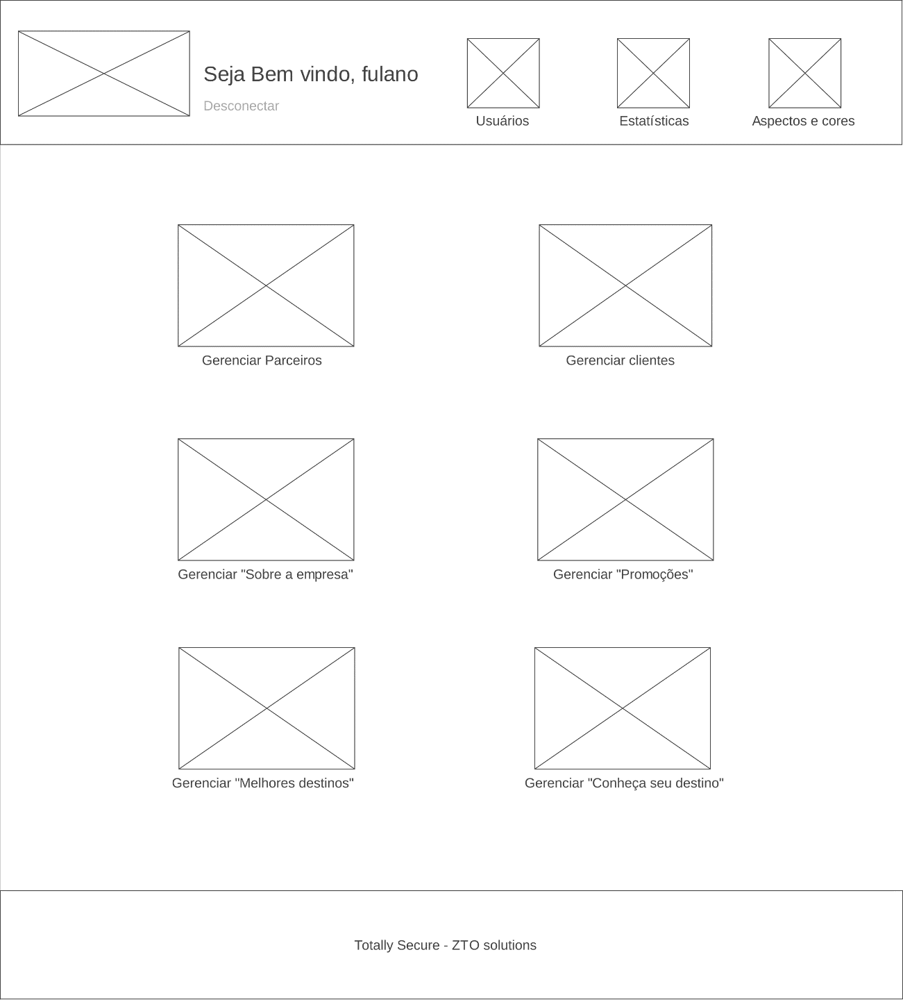 Seja Bem vindo, fulano
Desconectar
Usuários
Estatísticas
Aspectos e cores
Gerenciar Parceiros
Gerenciar clientes
Gerenciar "Sobre a empresa"
Gerenciar "Promoções"
Gerenciar "Melhores destinos"
Gerenciar "Conheça seu destino"
Totally Secure - ZTO solutions